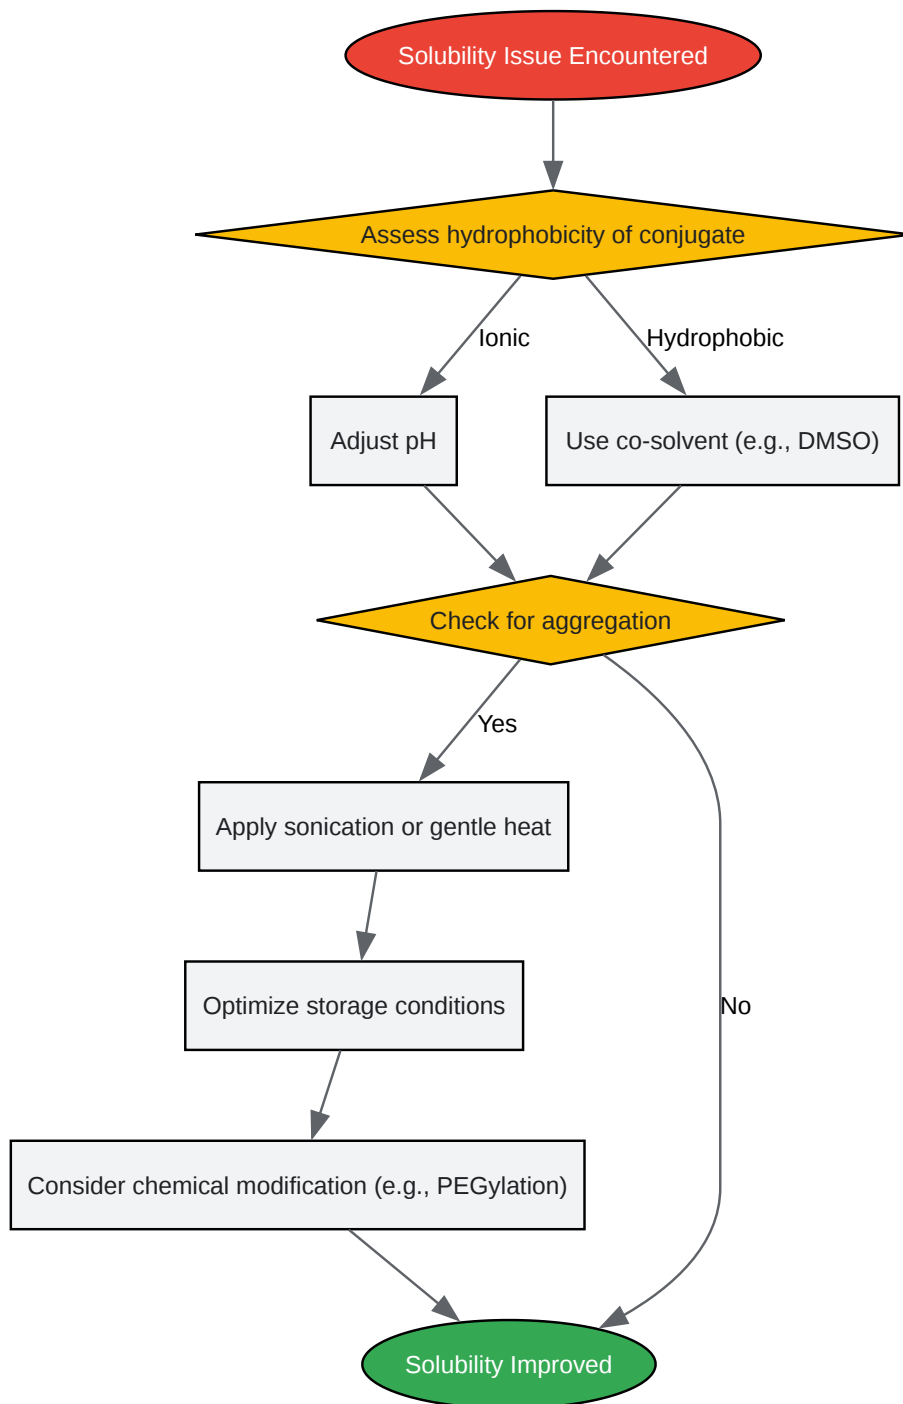 Solubility Issue Encountered
Assess hydrophobicity of conjugate
Ionic
Hydrophobic
Adjust pH
Use co-solvent (e.g., DMSO)
Check for aggregation
Yes
Apply sonication or gentle heat
Optimize storage conditions
No
Consider chemical modification (e.g., PEGylation)
Solubility Improved